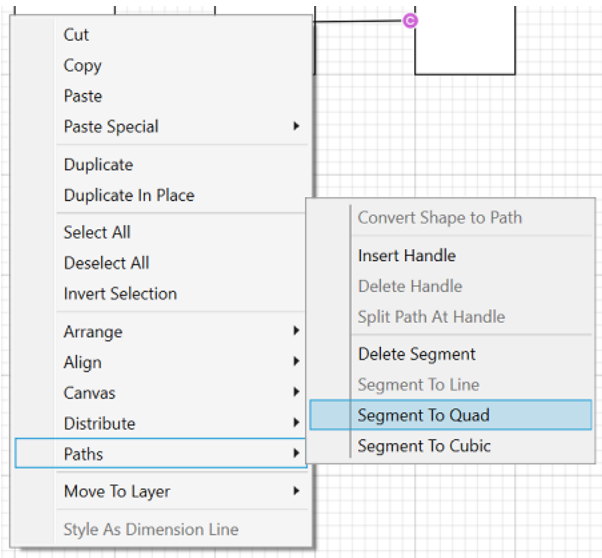 C
Cut
Copy
Paste
Paste Special
Duplicate
Duplicate In Place
Select All
Deselect All
Invert Selection
Arrange
Align
Canvas
Distribute
Paths
Move To Layer
Style As Dimension Line
Convert Shape to Path
Insert Handle
Delete Handle
Split Path At Handle
Delete Segment
Segment To Line
Segment To Quad
Segment To Cubic